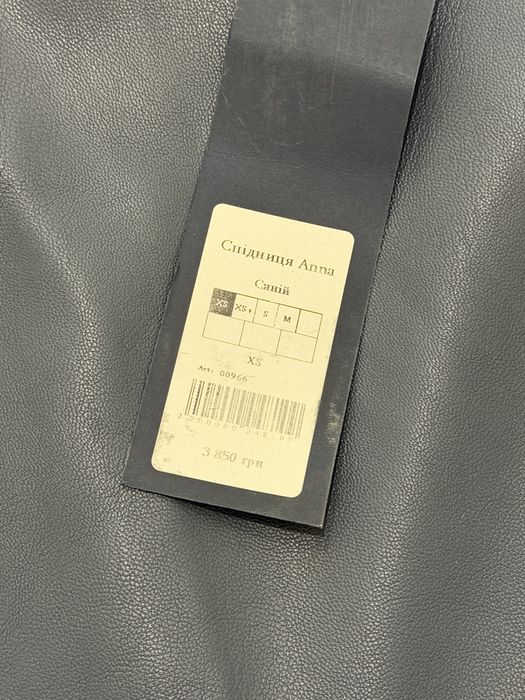 Спідниця Anna
Синій
XS XS+ S M
XS
Art: 00966
3 850 грн